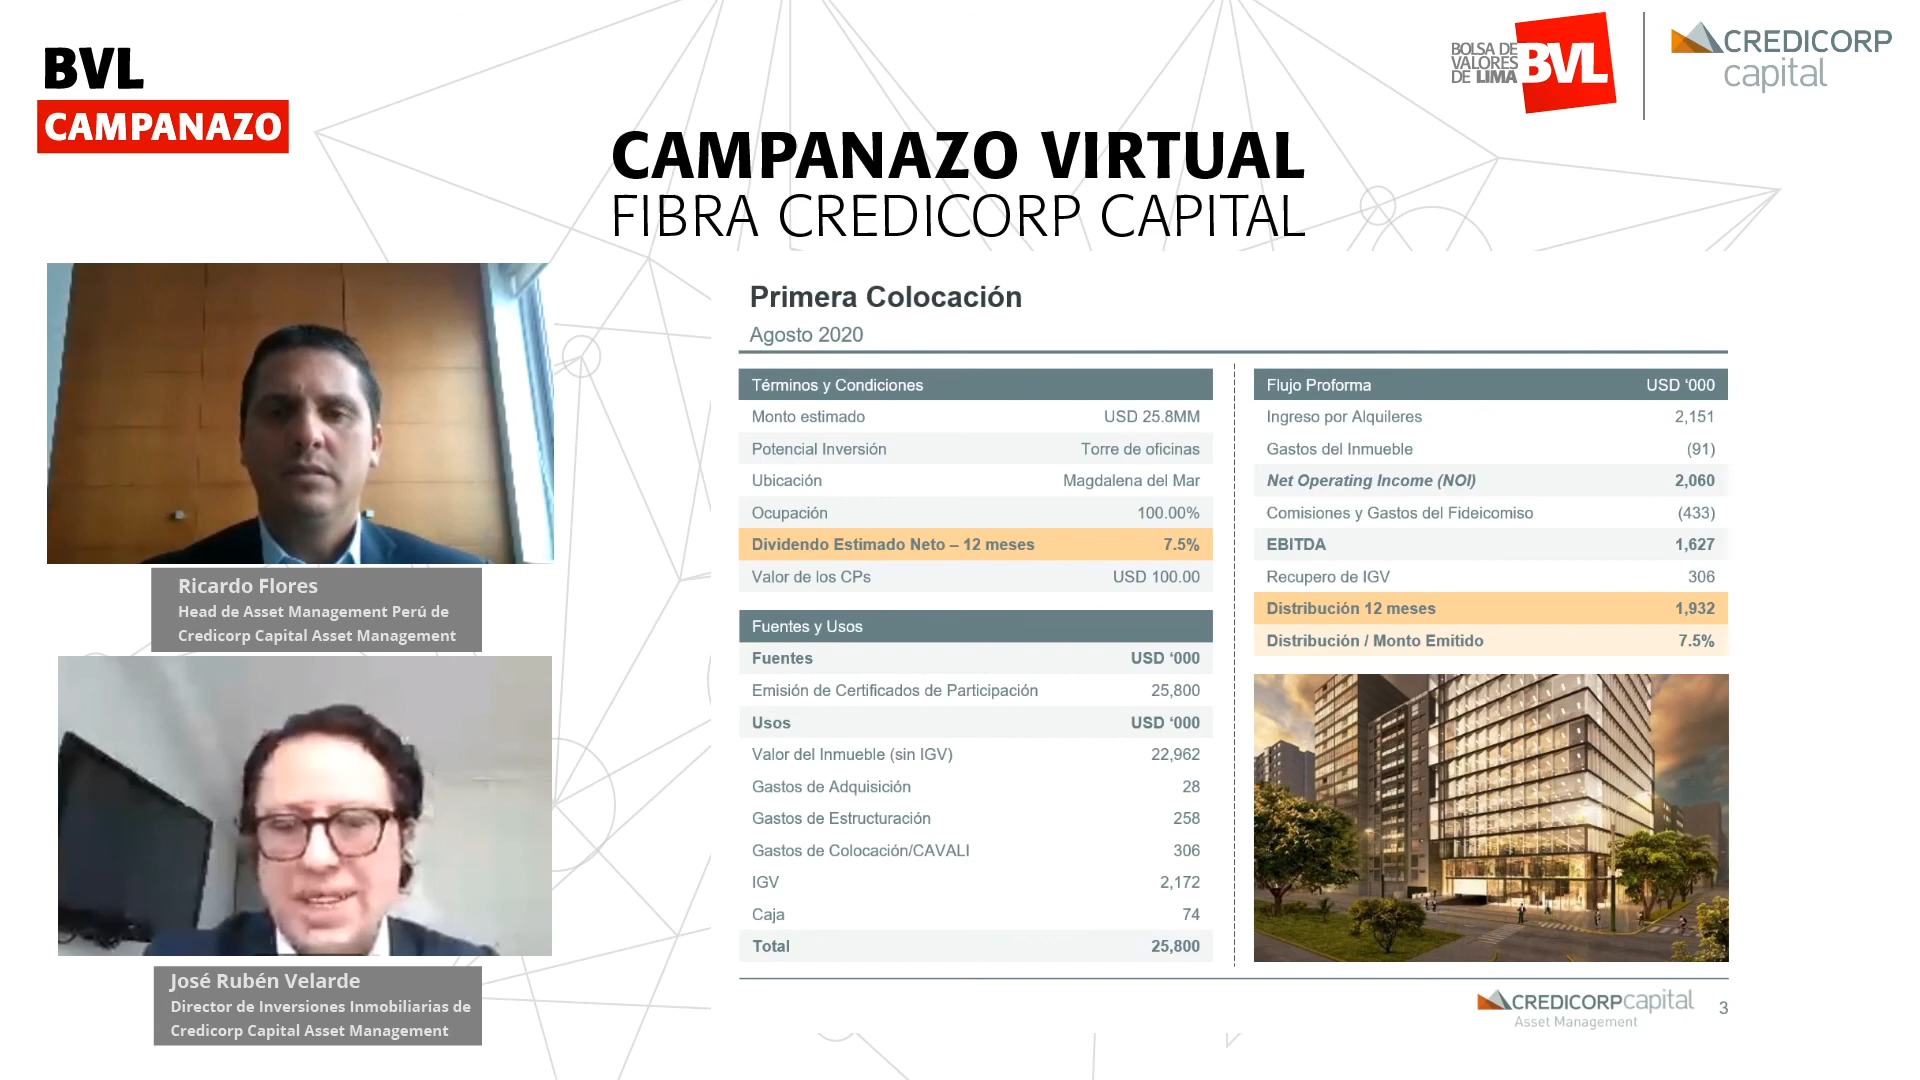 BVL
CAMPANAZO
BOLSA DE
VALORES
DE LIMA
BVL
CREDICORP
capital
CAMPANAZO VIRTUAL
FIBRA CREDICORP CAPITAL
Ricardo Flores
Head de Asset Management Perú de
Credicorp Capital Asset Management
José Rubén Velarde
Director de Inversiones Inmobiliarias de
Credicorp Capital Asset Management
Primera Colocación
Agosto 2020
Términos y Condiciones
Monto estimado USD 25.8MM
Potencial Inversión Torre de oficinas
Ubicación Magdalena del Mar
Ocupación 100.00%
Dividendo Estimado Neto – 12 meses 7.5%
Valor de los CPs USD 100.00
Fuentes y Usos
Fuentes USD ‘000
Emisión de Certificados de Participación 25,800
Usos USD ‘000
Valor del Inmueble (sin IGV) 22,962
Gastos de Adquisición 28
Gastos de Estructuración 258
Gastos de Colocación/CAVALI 306
IGV 2,172
Caja 74
Total 25,800
Flujo Proforma USD ‘000
Ingreso por Alquileres 2,151
Gastos del Inmueble (91)
Net Operating Income (NOI) 2,060
Comisiones y Gastos del Fideicomiso (433)
EBITDA 1,627
Recupero de IGV 306
Distribución 12 meses 1,932
Distribución / Monto Emitido 7.5%
CREDICORPcapital
Asset Management
3